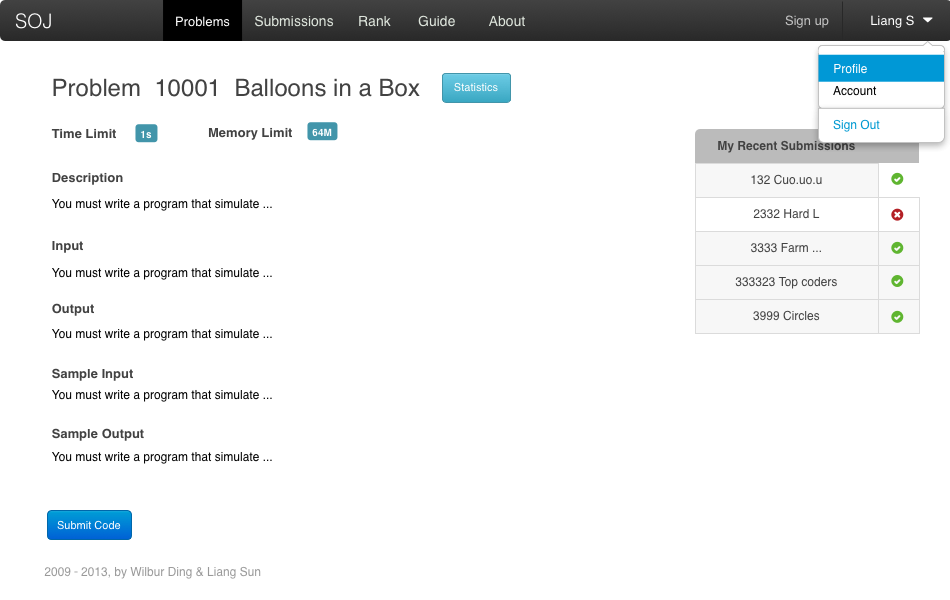 SOJ Problems Submissions Rank Guide About Sign up Liang S
Profile
Account
Sign Out
Problem 10001 Balloons in a Box Statistics
Time Limit 1s Memory Limit 64M
Description
You must write a program that simulate ...
Input
You must write a program that simulate ...
Output
You must write a program that simulate ...
Sample Input
You must write a program that simulate ...
Sample Output
You must write a program that simulate ...
Submit Code
My Recent Submissions
132 Cuo.uo.u
2332 Hard L
3333 Farm ...
333323 Top coders
3999 Circles
2009 - 2013, by Wilbur Ding & Liang Sun